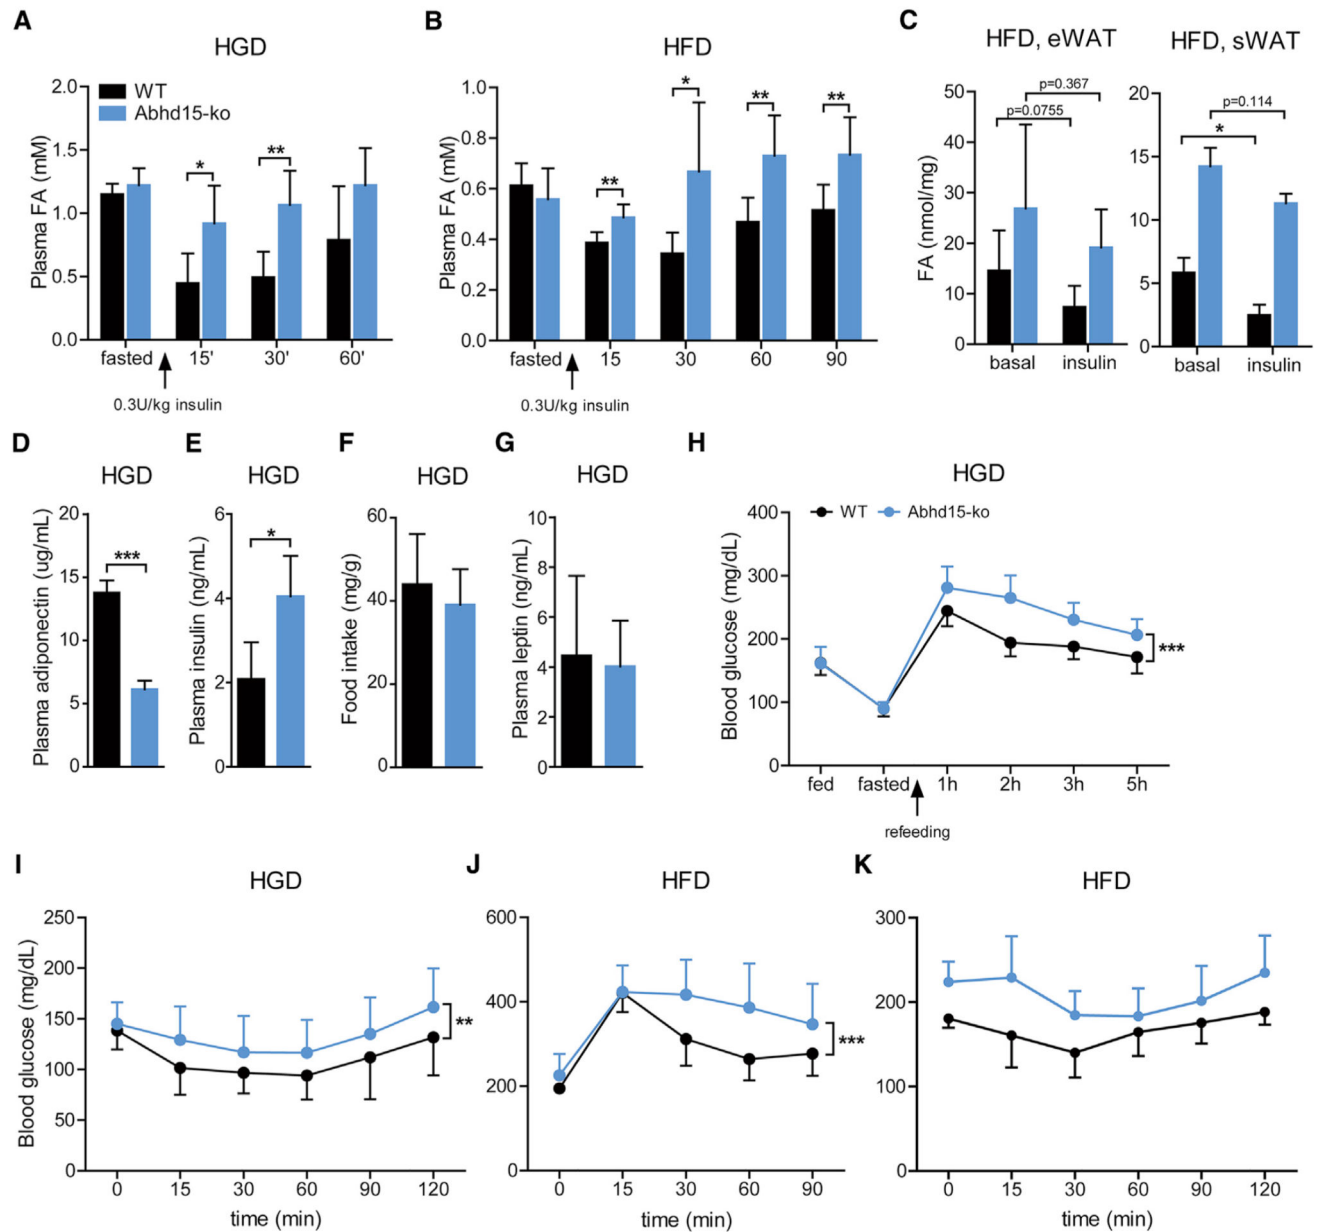 A
HGD
WT
Abhd15-ko
Plasma FA (mM)
2.0
1.5
1.0
0.5
0.0
*
**
fasted 15' 30' 60'
0.3U/kg insulin
B
HFD
Plasma FA (mM)
1.0
0.8
0.6
0.4
0.2
0.0
**
*
**
**
fasted 15 30 60 90
0.3U/kg insulin
C
HFD, eWAT
FA (nmol/mg)
50
40
30
20
10
0
p=0.367
p=0.0755
basal insulin
HFD, sWAT
20
15
10
5
0
p=0.114
*
basal insulin
D
HGD
Plasma adiponectin (ug/mL)
20
15
10
5
0
***
E
HGD
Plasma insulin (ng/mL)
6
4
2
0
*
F
HGD
Food intake (mg/g)
60
40
20
0
G
HGD
Plasma leptin (ng/mL)
10
8
6
4
2
0
H
HGD
WT Abhd15-ko
Blood glucose (mg/dL)
400
300
200
100
0
***
fed fasted 1h 2h 3h 5h
refeeding
I
HGD
Blood glucose (mg/dL)
250
200
150
100
50
0
**
0 15 30 60 90 120
time (min)
J
HFD
600
400
200
0
***
0 15 30 60 90
time (min)
K
HFD
300
200
100
0
0 15 30 60 90 120
time (min)